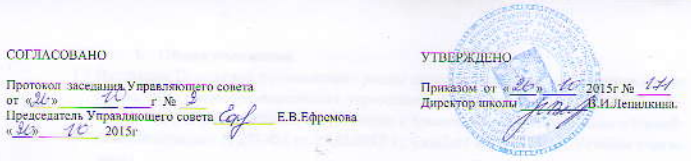 СОГЛАСОВАНО
УТВЕРЖДЕНО
Протокол заседания Управляющего совета
от «26» 10 г №
Председатель Управляющего совета Е.В.Ефремова
«26» 10 2015г
Приказом от «26» 10 2015г № 171
Директор школы В.И.Лепилкина.